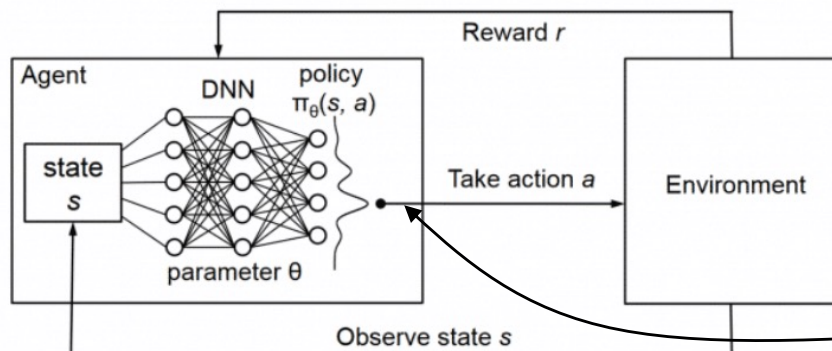 Reward r
Agent
DNN
policy
πθ(s, a)
state
s
Take action a
Environment
parameter θ
Observe state s